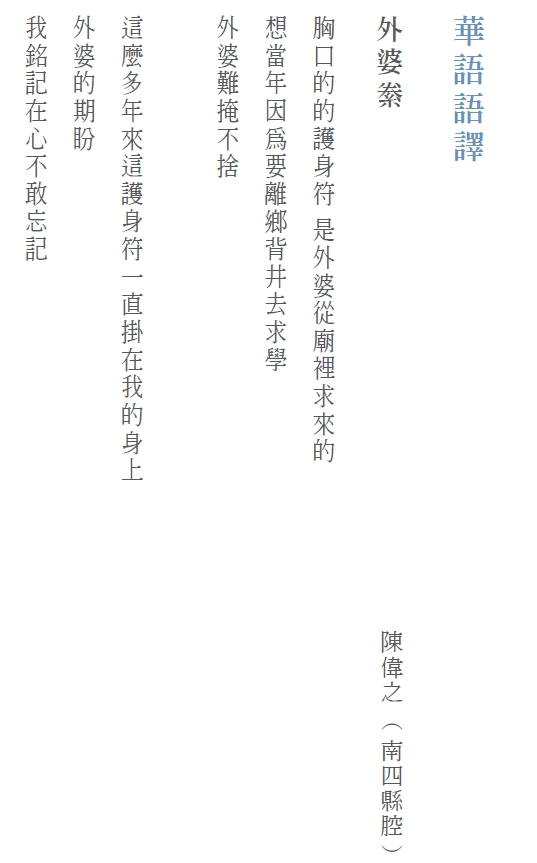 華語語譯
外婆桊
陳偉之（南四縣腔）
胸口的的護身符 是外婆從廟裡求來的
想當年因為要離鄉背井去求學
外婆難掩不捨
這麼多年來這護身符一直掛在我的身上
外婆的期盼
我銘記在心不敢忘記